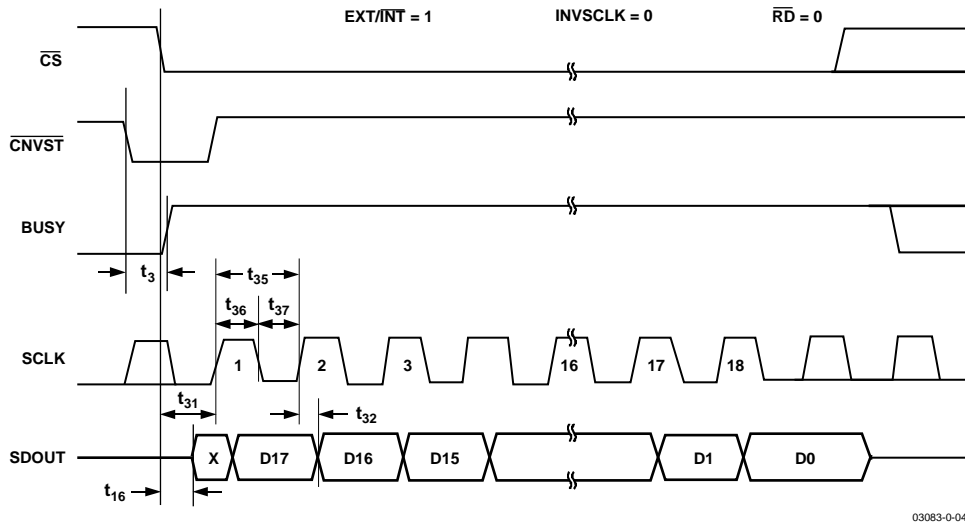 EXT/INT = 1 INVSCLK = 0 RD = 0
CS
CNVST
BUSY
t3
t35
t36 t37
SCLK 1 2 3 16 17 18
t31
t32
SDOUT X D17 D16 D15 D1 D0
t16
03083-0-04